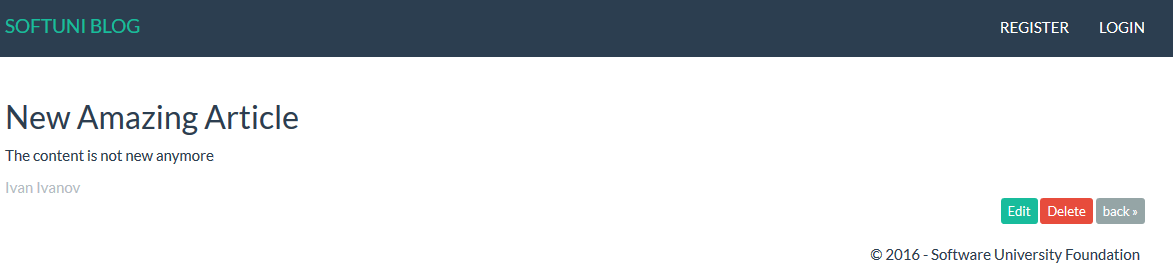 SOFTUNI BLOG REGISTER LOGIN
New Amazing Article
The content is not new anymore
Ivan Ivanov
Edit Delete back »
© 2016 - Software University Foundation